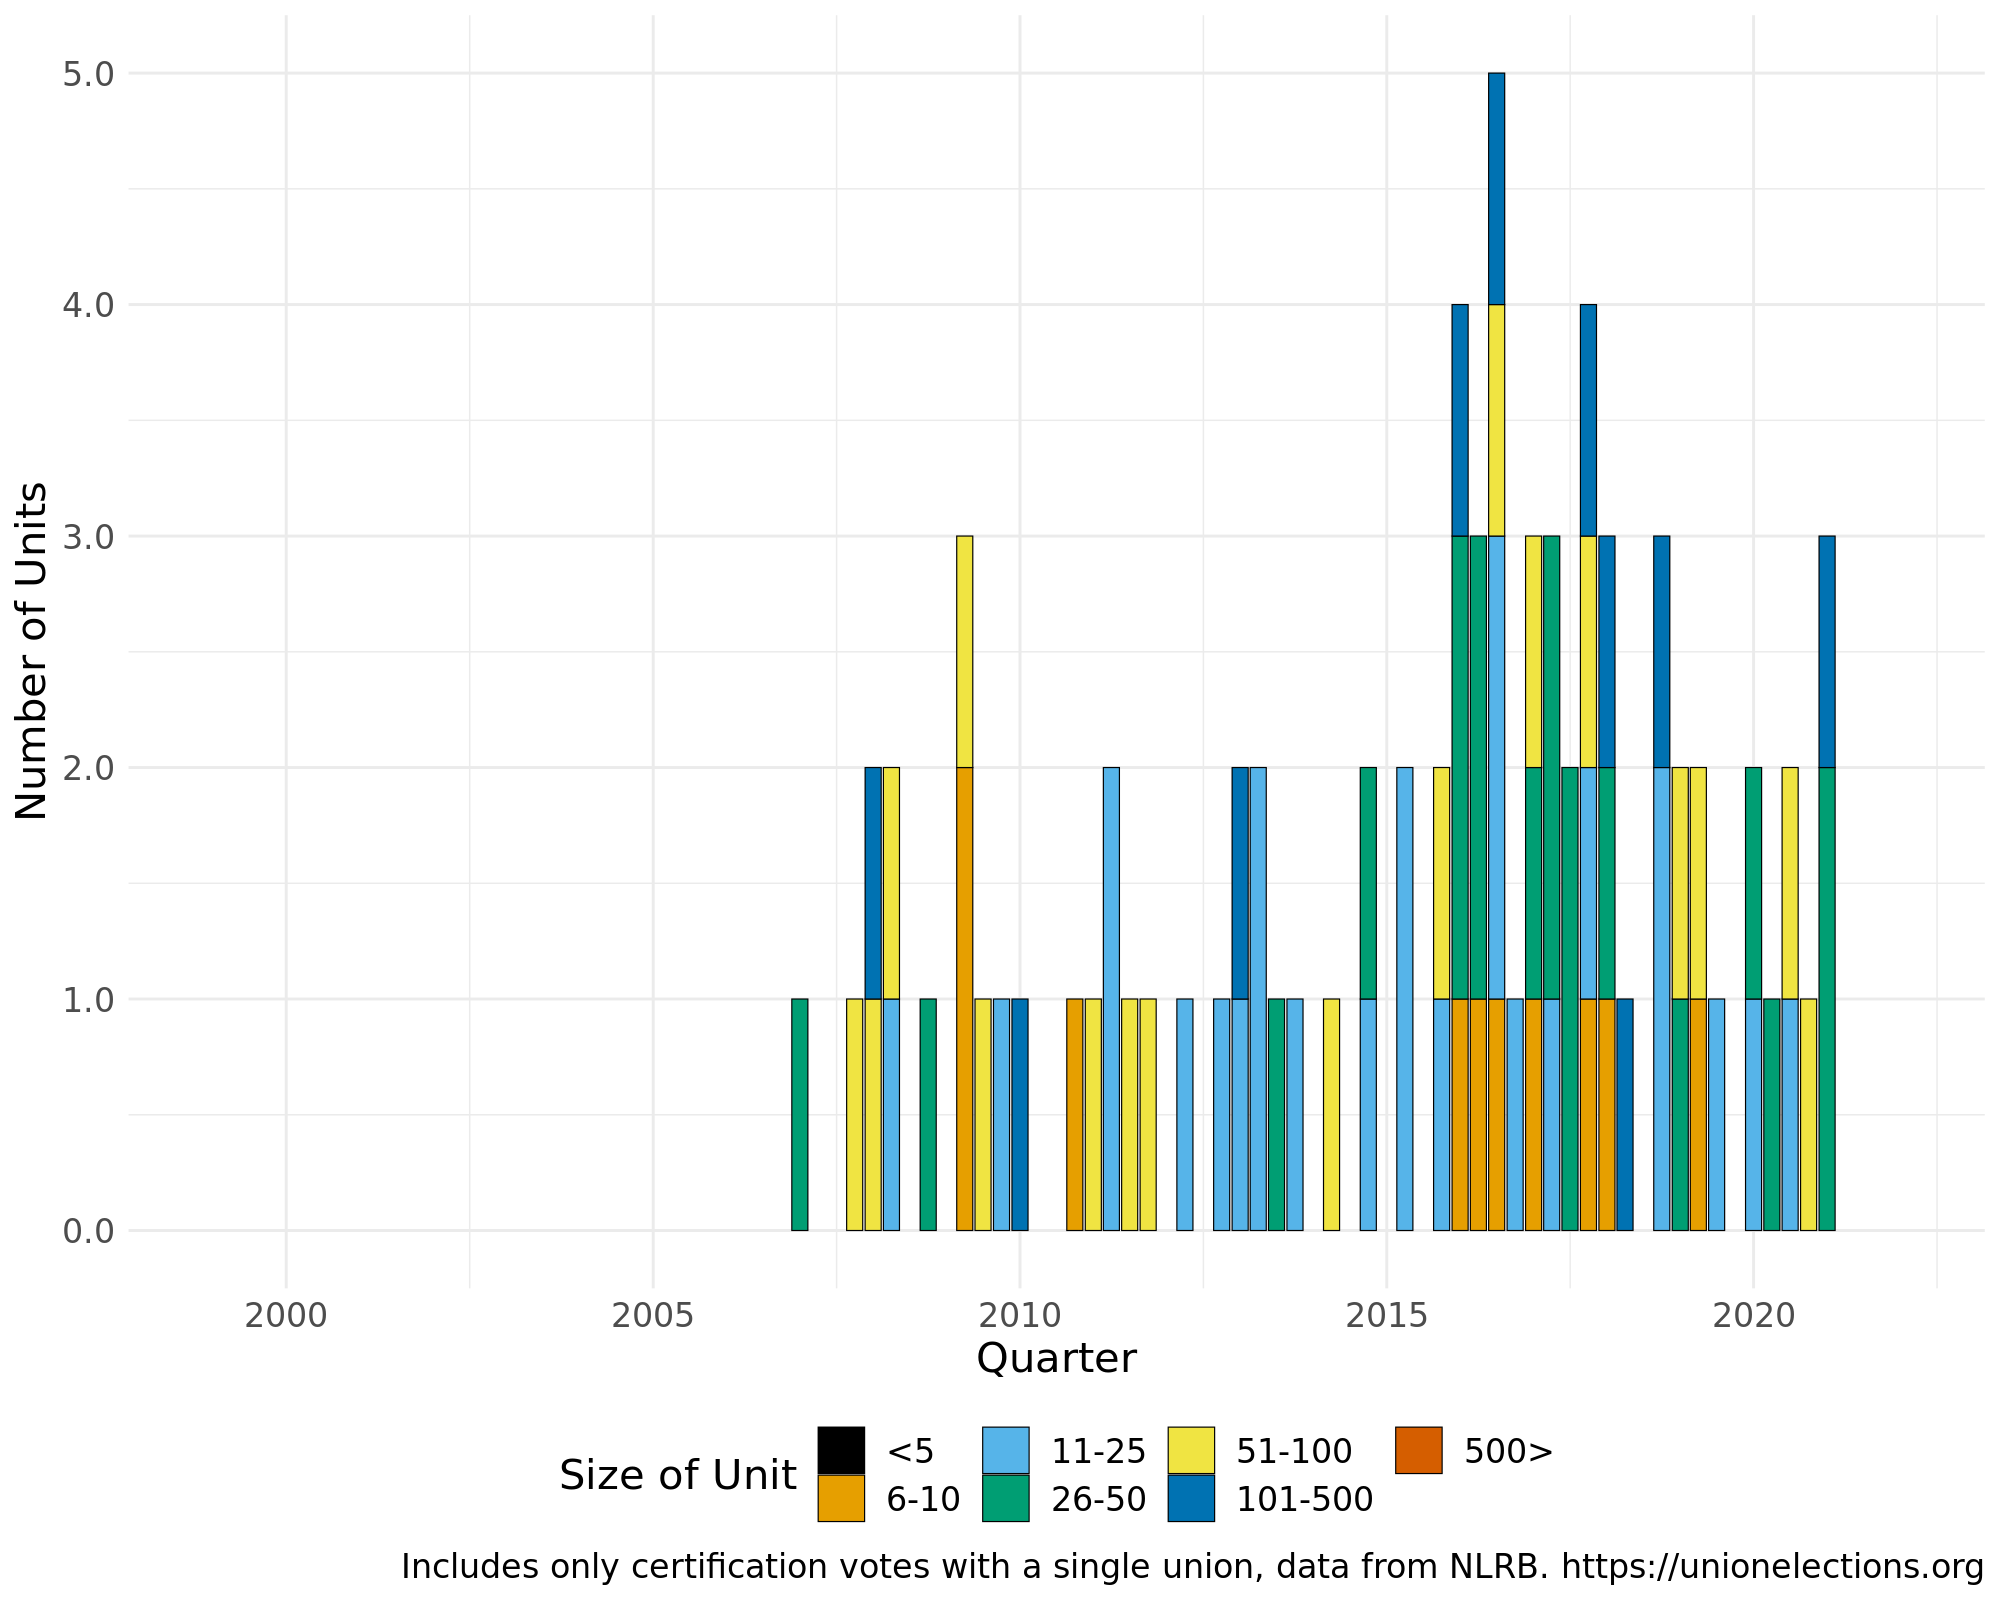 5.0
4.0
3.0
2.0
1.0
0.0
Number of Units
2000 2005 2010 2015 2020
Quarter
Size of Unit
<5 11-25 51-100 500>
6-10 26-50 101-500
Includes only certification votes with a single union, data from NLRB. https://unionelections.org